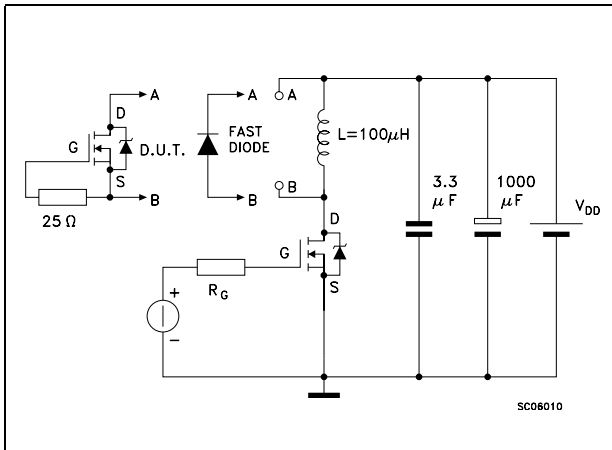 A
A
A
D
G
D.U.T.
FAST
DIODE
L=100μH
S
B
B
B
25 Ω
D
3.3
μF
1000
μF
VDD
G
S
RG
+
-
SC06010